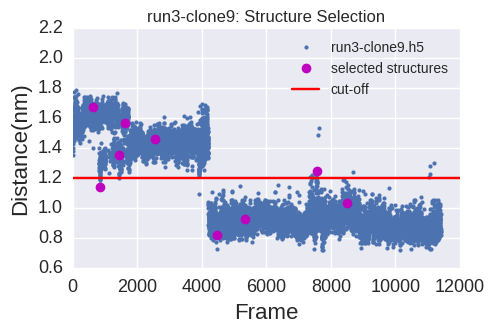 run3-clone9: Structure Selection
2.2
2.0
1.8
1.6
1.4
1.2
1.0
0.8
0.6
Distance(nm)
run3-clone9.h5
selected structures
cut-off
0 2000 4000 6000 8000 10000 12000
Frame